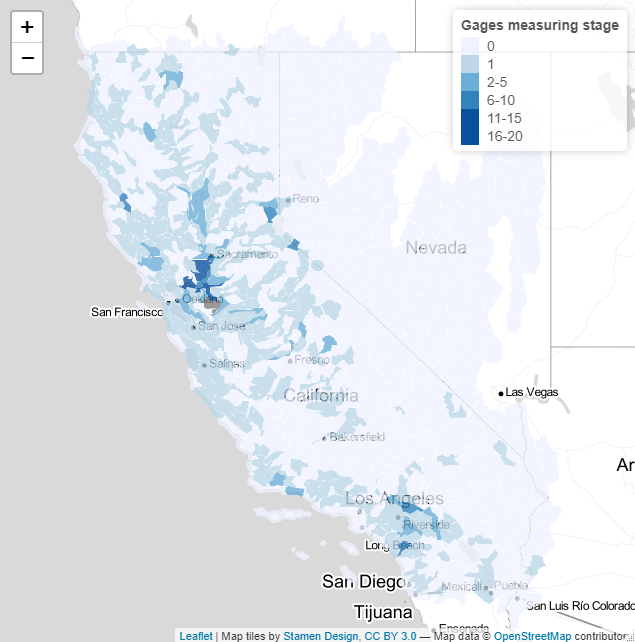 +
−
Gages measuring stage
0
1
2-5
6-10
11-15
16-20
Reno
Nevada
Sacramento
San Francisco
Oakland
San Jose
Salinas
Fresno
California
Las Vegas
Bakersfield
Ar
Los Angeles
Riverside
Long Beach
San Diego
Mexicali
Puebla
San Luis Río Colorado
Tijuana
Ensenada
Leaflet | Map tiles by Stamen Design, CC BY 3.0 — Map data © OpenStreetMap contributors